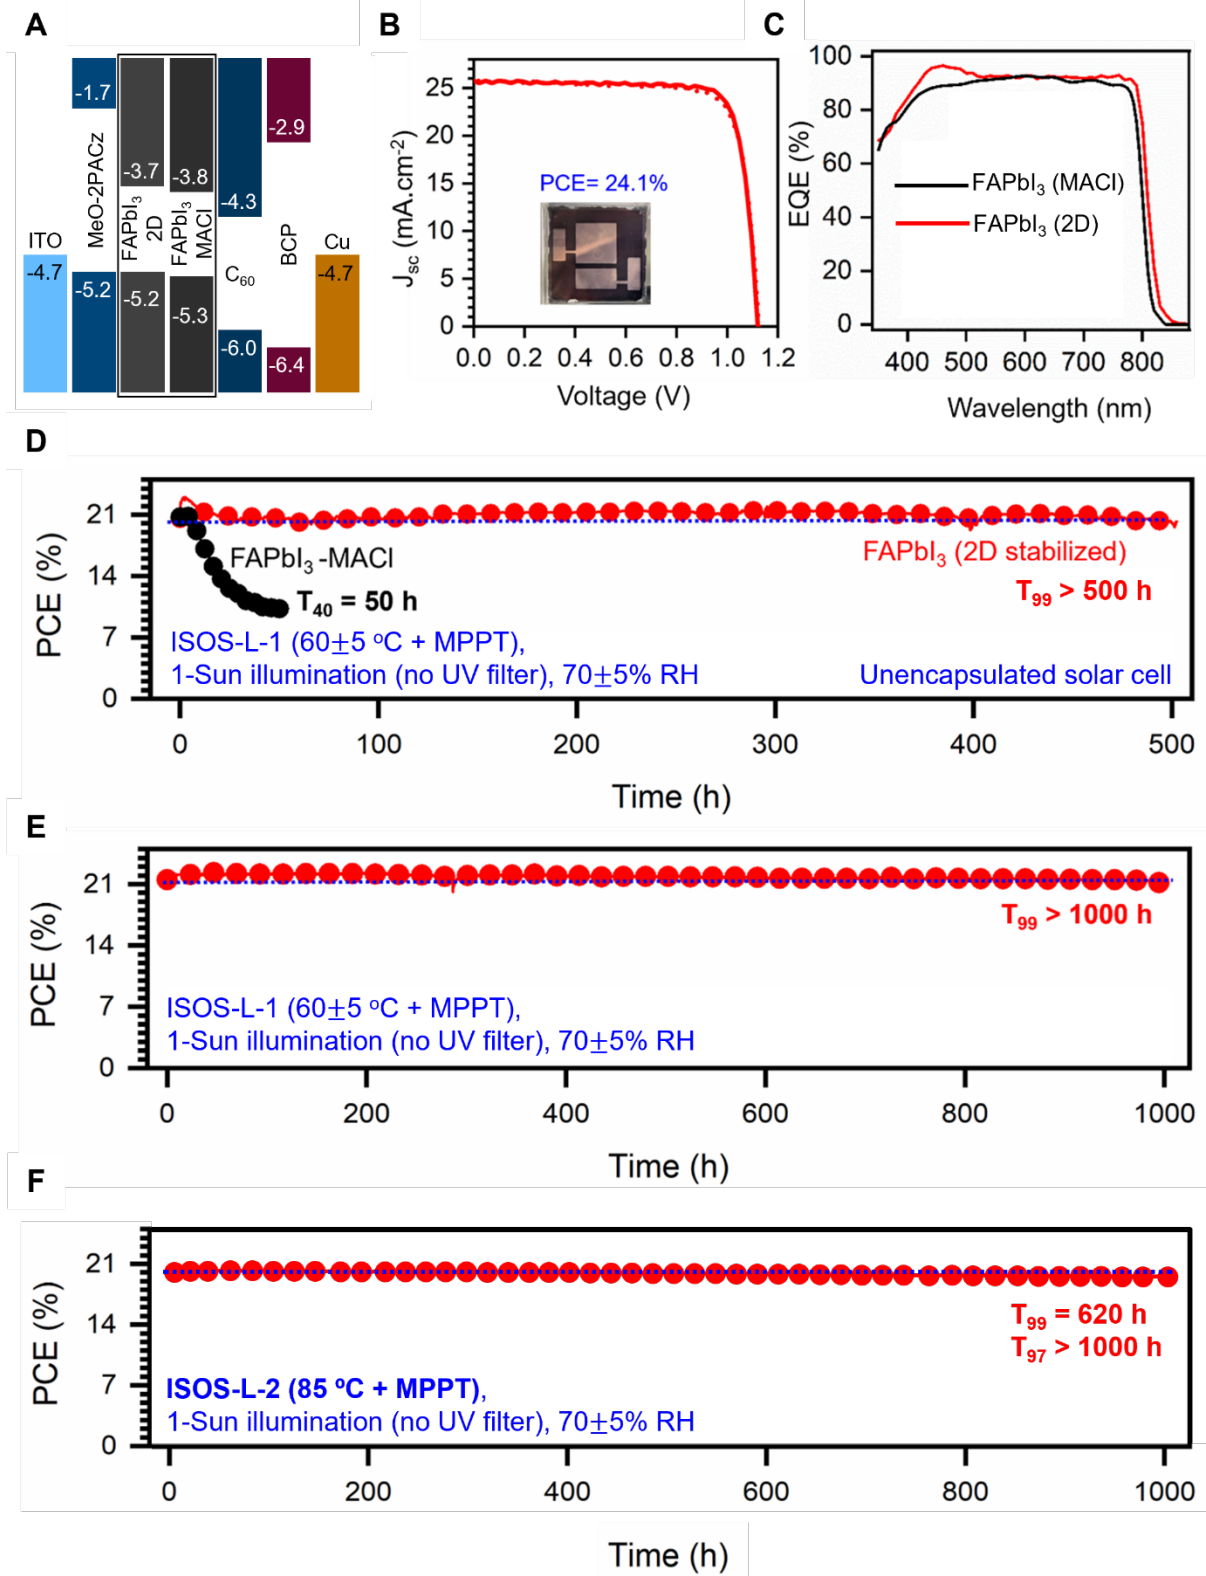 A
-1.7
MeO-2PACz
-3.7
FAPbI₃
2D
-3.8
FAPbI₃
MACl
-4.3
-2.9
ITO
-4.7
-5.2
-5.2
-5.3
C₆₀
-6.0
BCP
-6.4
Cu
-4.7
B
25
20
15
10
5
0
J_sc (mA.cm⁻²)
PCE= 24.1%
0.0 0.2 0.4 0.6 0.8 1.0 1.2
Voltage (V)
C
100
80
60
40
20
0
EQE (%)
FAPbI₃ (MACl)
FAPbI₃ (2D)
400 500 600 700 800
Wavelength (nm)
D
21
14
7
0
PCE (%)
FAPbI₃-MACl
T₄₀ = 50 h
FAPbI₃ (2D stabilized)
T₉₉ > 500 h
ISOS-L-1 (60±5 ºC + MPPT),
1-Sun illumination (no UV filter), 70±5% RH
Unencapsulated solar cell
0 100 200 300 400 500
Time (h)
E
21
14
7
0
PCE (%)
T₉₉ > 1000 h
ISOS-L-1 (60±5 ºC + MPPT),
1-Sun illumination (no UV filter), 70±5% RH
0 200 400 600 800 1000
Time (h)
F
21
14
7
0
PCE (%)
T₉₉ = 620 h
T₉₇ > 1000 h
ISOS-L-2 (85 ºC + MPPT),
1-Sun illumination (no UV filter), 70±5% RH
0 200 400 600 800 1000
Time (h)